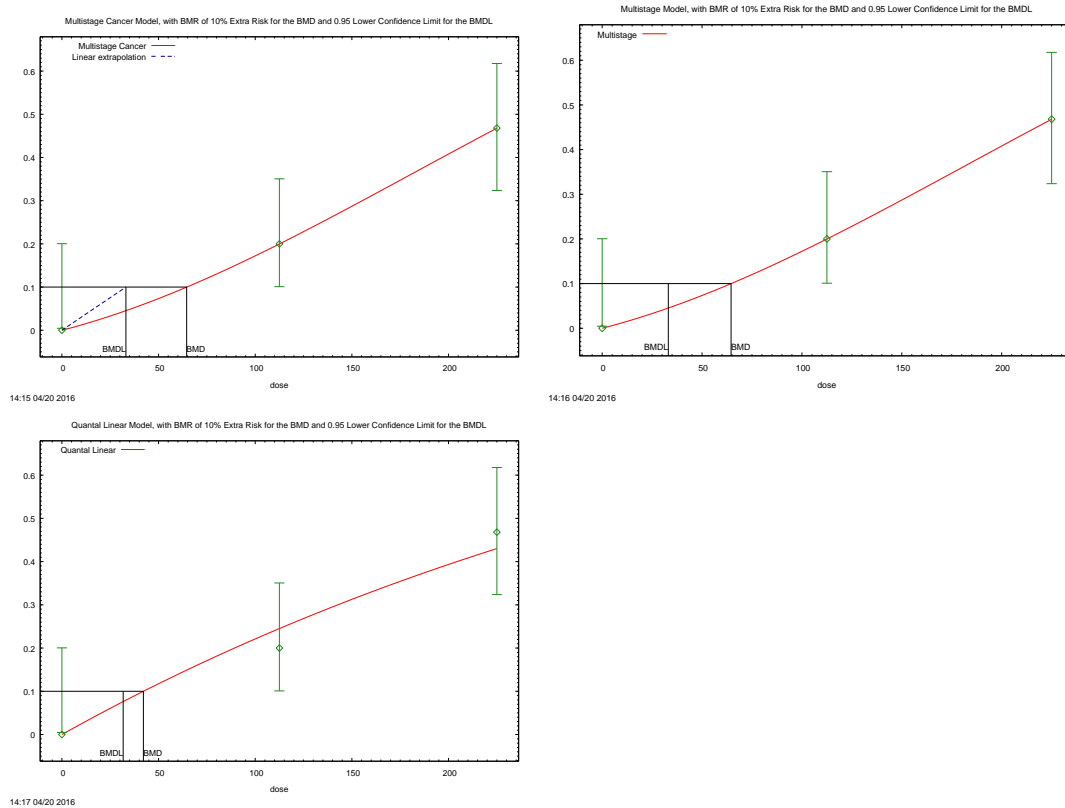 Multistage Cancer Model, with BMR of 10% Extra Risk for the BMD and 0.95 Lower Confidence Limit for the BMDL
Multistage Cancer
Linear extrapolation
0.6
0.5
0.4
0.3
0.2
0.1
0
BMDL BMD
0 50 100 150 200
dose
14:15 04/20 2016
Multistage Model, with BMR of 10% Extra Risk for the BMD and 0.95 Lower Confidence Limit for the BMDL
Multistage
0.6
0.5
0.4
0.3
0.2
0.1
0
BMDL BMD
0 50 100 150 200
dose
14:16 04/20 2016
Quantal Linear Model, with BMR of 10% Extra Risk for the BMD and 0.95 Lower Confidence Limit for the BMDL
Quantal Linear
0.6
0.5
0.4
0.3
0.2
0.1
0
BMDL BMD
0 50 100 150 200
dose
14:17 04/20 2016